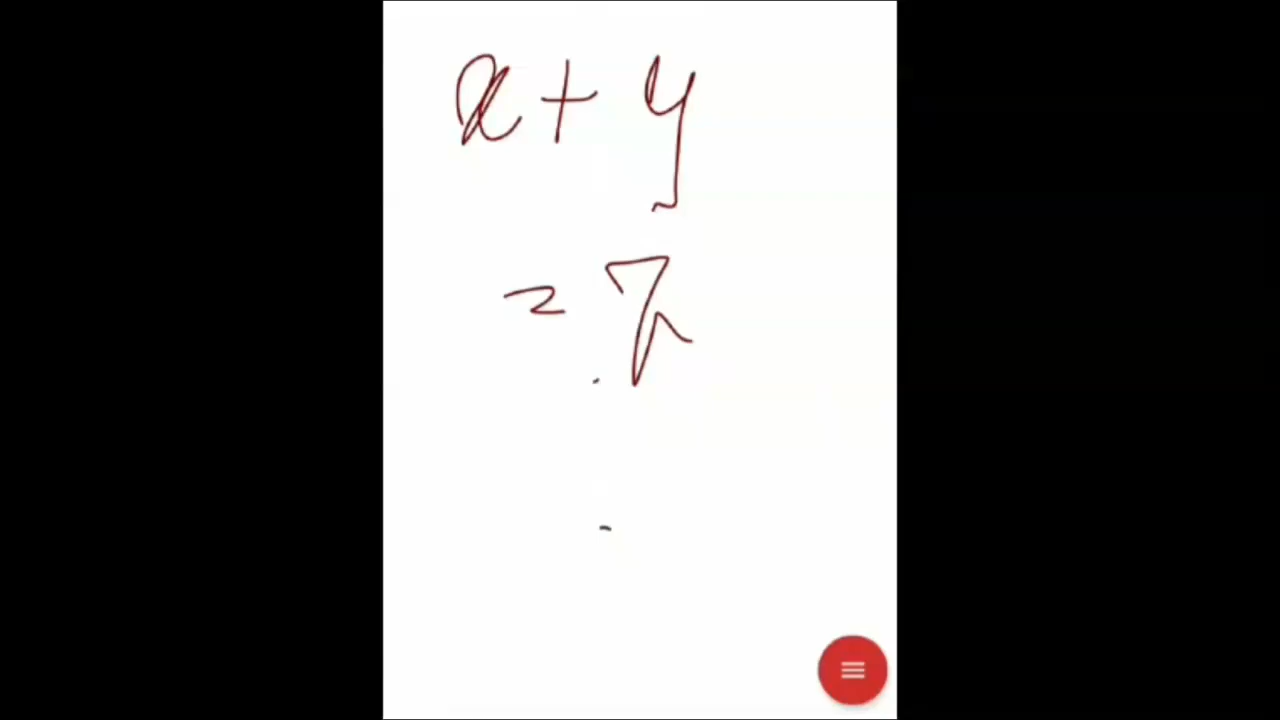 x + y
= 7